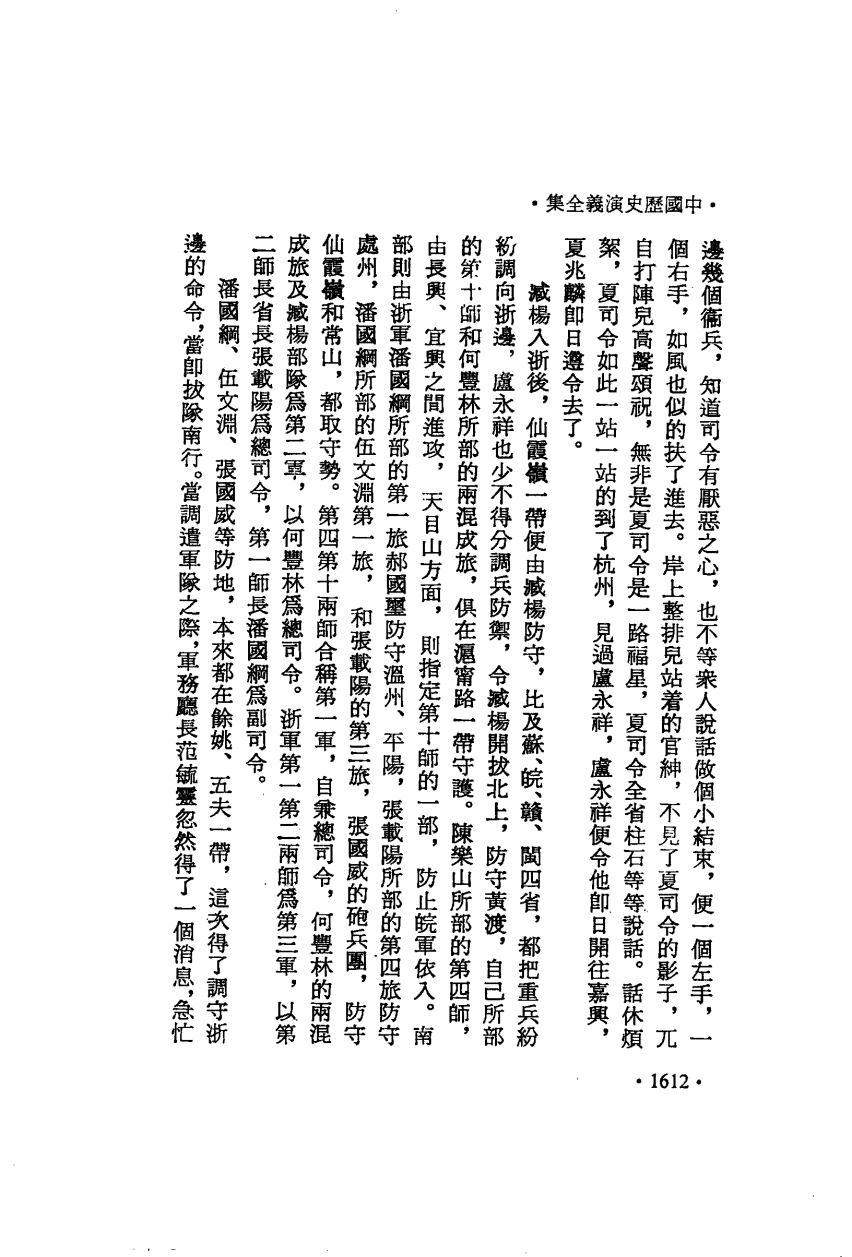 ·中國歷史演義全集·
邊幾個衞兵，知道司令有厭惡之心，也不等衆人說話做個小結束，便一個左手，一
個右手，如風也似的扶了進去。岸上整排兒站着的官紳，不見了夏司令的影子，兀
自打陣兒高聲頌祝，無非是夏司令是一路福星，夏司令全省柱石等等說話。話休煩
絮，夏司令如此一站一站的到了杭州，見過盧永祥，盧永祥便令他卽日開往嘉興，
夏兆麟卽日遵令去了。
臧楊入浙後，仙霞嶺一帶便由臧楊防守，比及蘇、皖、贛、閩四省，都把重兵紛
紛調向浙邊，盧永祥也少不得分調兵防禦，令臧楊開拔北上，防守黃渡，自己所部
的第十師和何豐林所部的兩混成旅，俱在滬甯路一帶守護。陳樂山所部的第四師，
由長興、宜興之間進攻，天目山方面，則指定第十師的一部，防止皖軍依入。南
部則由浙軍潘國綱所部的第一旅郝國璽防守溫州、平陽，張載陽所部的第四旅防守
處州，潘國綱所部的伍文淵第一旅，和張載陽的第三旅，張國威的砲兵團，防守
仙霞嶺和常山，都取守勢。第四第十兩師合稱第一軍，自兼總司令，何豐林的兩混
成旅及臧楊部隊爲第二軍，以何豐林爲總司令。浙軍第一第二兩師爲第三軍，以第
二師長省長張載陽爲總司令，第一師長潘國綱爲副司令。
潘國綱、伍文淵、張國威等防地，本來都在餘姚、五夫一帶，這次得了調守浙
邊的命令，當卽拔隊南行。當調遣軍隊之際，軍務廳長范毓靈忽然得了一個消息，急忙
·1612·